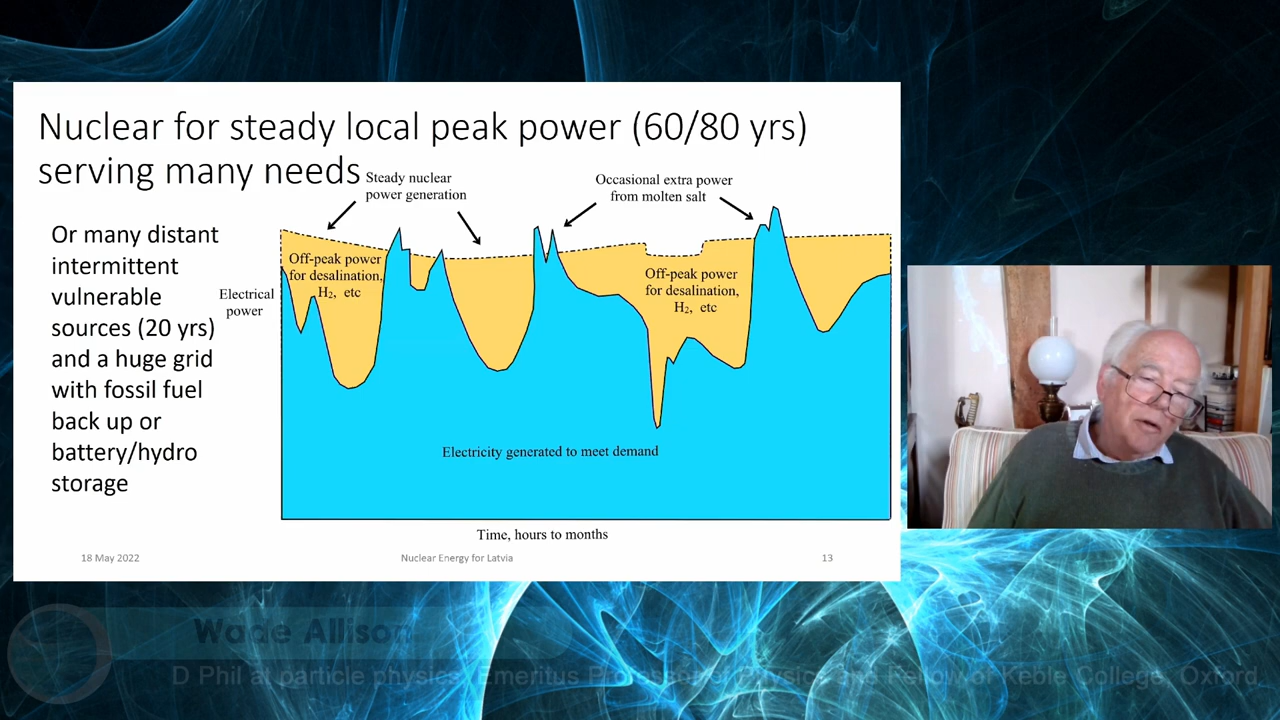 Nuclear for steady local peak power (60/80 yrs)
serving many needs
Steady nuclear
power generation
Occasional extra power
from molten salt
Or many distant
intermittent
vulnerable
sources (20 yrs)
and a huge grid
with fossil fuel
back up or
battery/hydro
storage
Electrical
power
Off-peak power
for desalination,
H₂, etc
Off-peak power
for desalination,
H₂, etc
Electricity generated to meet demand
Time, hours to months
18 May 2022
Nuclear Energy for Latvia
13
Wade Allison
D Phil at particle physics, Emeritus Professor of Physics and Fellow of Keble College, Oxford